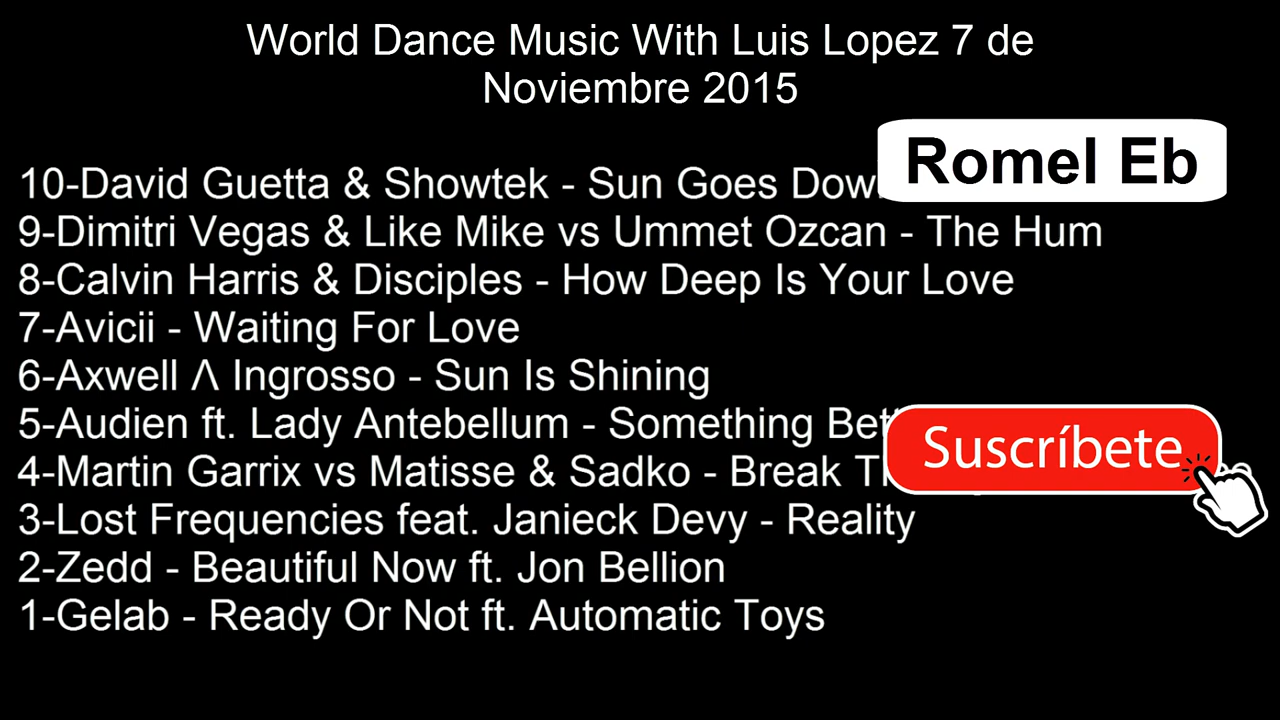 World Dance Music With Luis Lopez 7 de
Noviembre 2015
Romel Eb
10-David Guetta & Showtek - Sun Goes
9-Dimitri Vegas & Like Mike vs Ummet Ozcan - The Hum
8-Calvin Harris & Disciples - How Deep Is Your Love
7-Avicii - Waiting For Love
6-Axwell Λ Ingrosso - Sun Is Shining
5-Audien ft. Lady Antebellum - Something
Suscríbete
4-Martin Garrix vs Matisse & Sadko - Break
3-Lost Frequencies feat. Janieck Devy - Reality
2-Zedd - Beautiful Now ft. Jon Bellion
1-Gelab - Ready Or Not ft. Automatic Toys